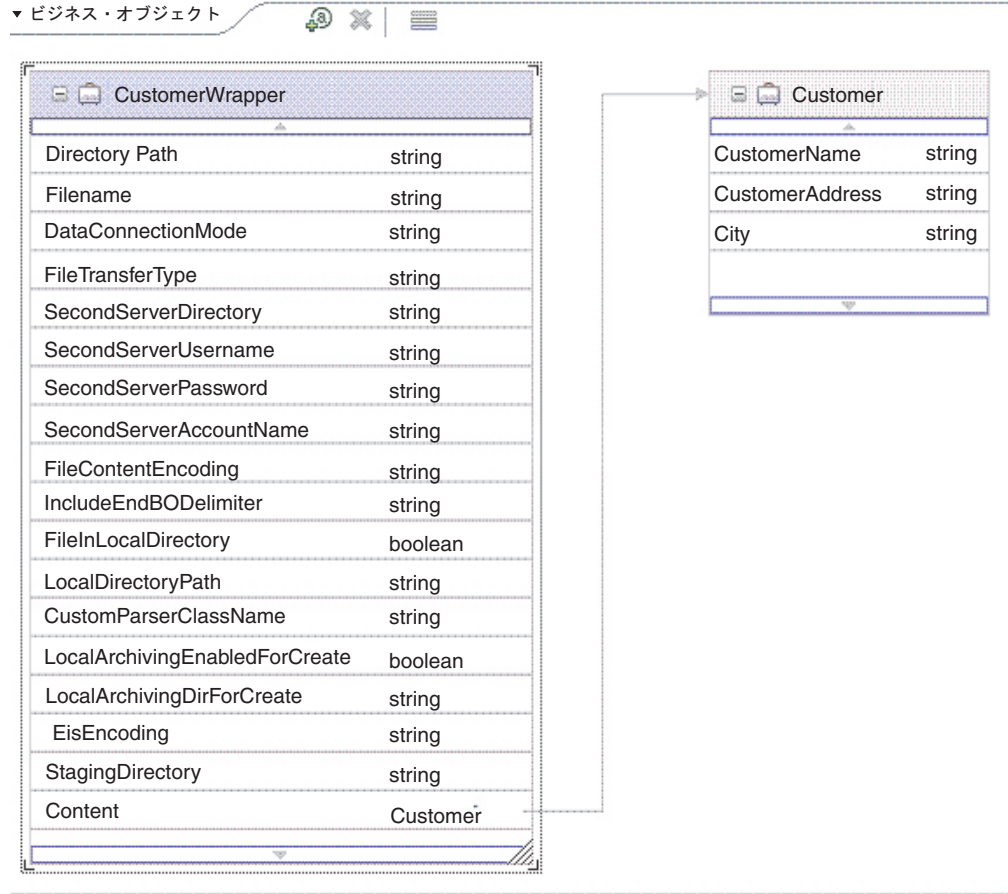 ▼ ビジネス・オブジェクト
CustomerWrapper
Directory Path string
Filename string
DataConnectionMode string
FileTransferType string
SecondServerDirectory string
SecondServerUsername string
SecondServerPassword string
SecondServerAccountName string
FileContentEncoding string
IncludeEndBODelimiter string
FileInLocalDirectory boolean
LocalDirectoryPath string
CustomParserClassName string
LocalArchivingEnabledForCreate boolean
LocalArchivingDirForCreate string
EisEncoding string
StagingDirectory string
Content Customer
Customer
CustomerName string
CustomerAddress string
City string